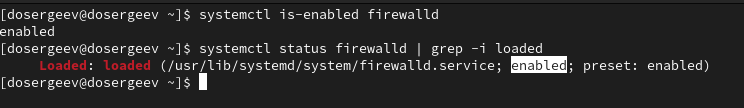 [dosergeev@dosergeev ~]$ systemctl is-enabled firewalld
enabled
[dosergeev@dosergeev ~]$ systemctl status firewalld | grep -i loaded
     Loaded: loaded (/usr/lib/systemd/system/firewalld.service; enabled; preset: enabled)
[dosergeev@dosergeev ~]$